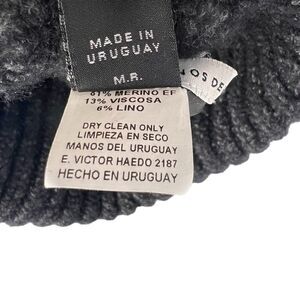 MADE IN
URUGUAY
M.R.
NOS DE
81% MERINO EF
13% VISCOSA
6% LINO
DRY CLEAN ONLY
LIMPIEZA EN SECO
MANOS DEL URUGUAY
E. VICTOR HAEDO 2187
HECHO EN URUGUAY